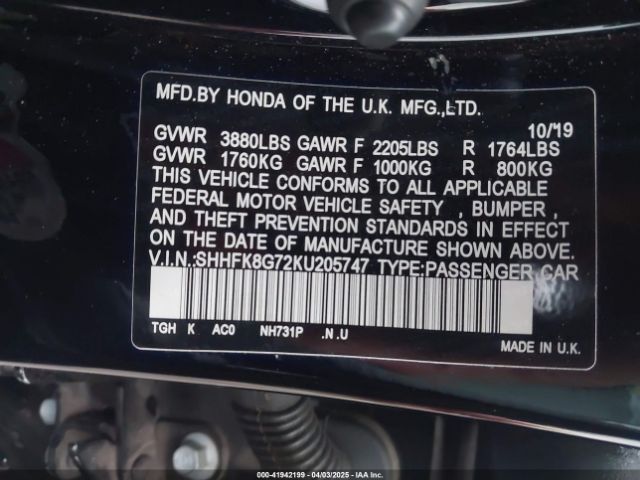 MFD.BY HONDA OF THE U.K. MFG.,LTD.
10/19
GVWR 3880LBS GAWR F 2205LBS R 1764LBS
GVWR 1760KG GAWR F 1000KG R 800KG
THIS VEHICLE CONFORMS TO ALL APPLICABLE
FEDERAL MOTOR VEHICLE SAFETY , BUMPER ,
AND THEFT PREVENTION STANDARDS IN EFFECT
ON THE DATE OF MANUFACTURE SHOWN ABOVE.
V.I.N.:SHHFK8G72KU205747 TYPE:PASSENGER CAR
TGH K AC0 NH731P .N .U
MADE IN U.K.
000-41942199 - 04/03/2025 - IAA Inc.